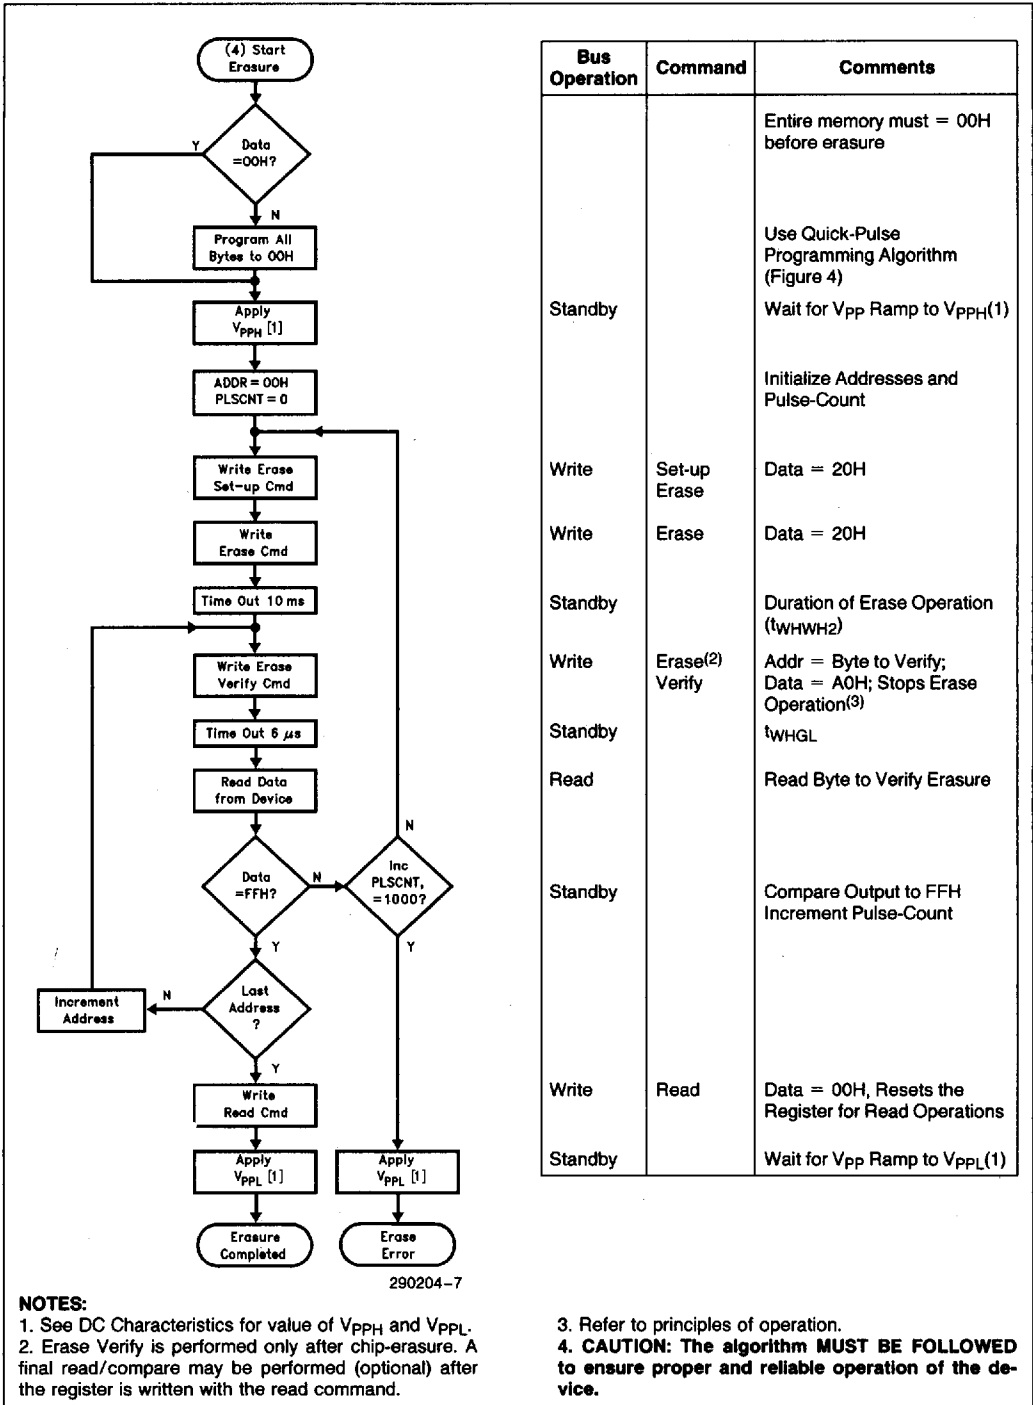 (4) Start
Erasure
Data
=00H?
Y
N
Program All
Bytes to 00H
Apply
VPPH [1]
ADDR = 00H
PLSCNT = 0
Write Erase
Set-up Cmd
Write
Erase Cmd
Time Out 10 ms
Write Erase
Verify Cmd
Time Out 6 µs
Read Data
from Device
Data
=FFH?
N
Y
Inc
PLSCNT,
=1000?
N
Y
Last
Address
?
N
Y
Increment
Address
Write
Read Cmd
Apply
VPPL [1]
Apply
VPPL [1]
Erasure
Completed
Erase
Error
290204–7
Bus
Operation
Command
Comments
Entire memory must = 00H
before erasure
Use Quick-Pulse
Programming Algorithm
(Figure 4)
Standby Wait for VPP Ramp to VPPH(1)
Initialize Addresses and
Pulse-Count
Write Set-up Data = 20H
Erase
Write Erase Data = 20H
Standby Duration of Erase Operation
(tWHWH2)
Write Erase(2) Addr = Byte to Verify;
Verify Data = A0H; Stops Erase
Operation(3)
Standby tWHGL
Read Read Byte to Verify Erasure
Standby Compare Output to FFH
Increment Pulse-Count
Write Read Data = 00H, Resets the
Register for Read Operations
Standby Wait for VPP Ramp to VPPL(1)
NOTES:
1. See DC Characteristics for value of VPPH and VPPL.
2. Erase Verify is performed only after chip-erasure. A
final read/compare may be performed (optional) after
the register is written with the read command.
3. Refer to principles of operation.
4. CAUTION: The algorithm MUST BE FOLLOWED
to ensure proper and reliable operation of the de-
vice.